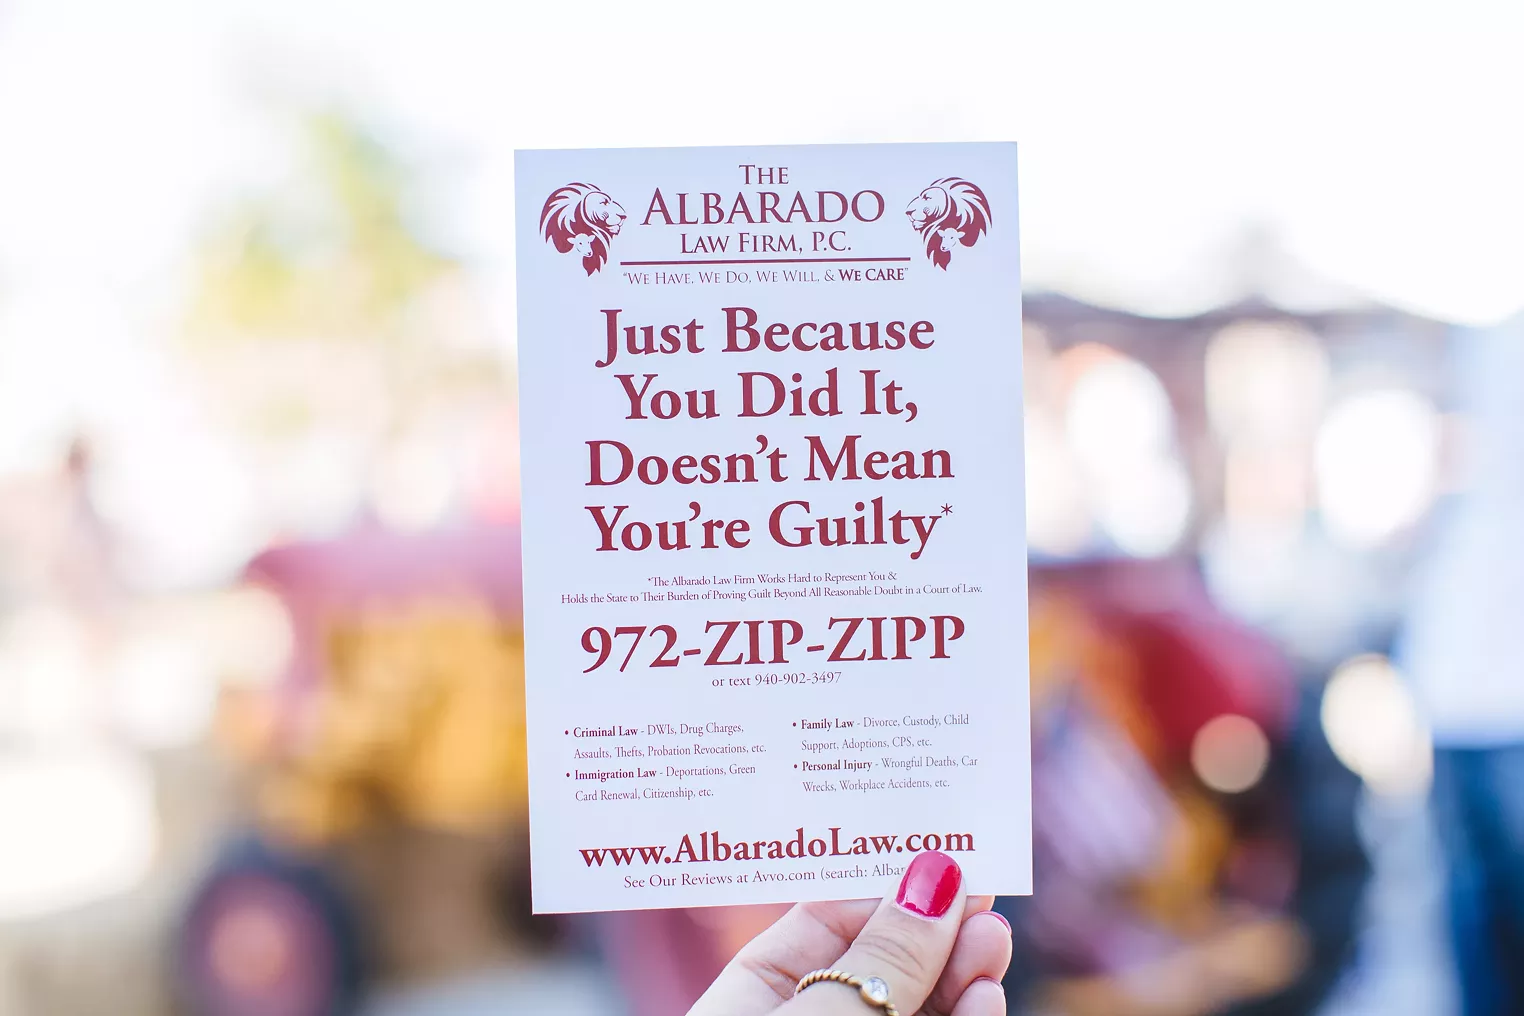 THE
ALBARADO
LAW FIRM, P.C.
"WE HAVE, WE DO, WE WILL, & WE CARE"
Just Because
You Did It,
Doesn't Mean
You're Guilty*
*The Albarado Law Firm Works Hard to Represent You &
Holds the State to Their Burden of Proving Guilt Beyond All Reasonable Doubt in a Court of Law.
972-ZIP-ZIPP
or text 940-902-3497
• Criminal Law - DWIs, Drug Charges,
Assaults, Thefts, Probation Revocations, etc.
• Immigration Law - Deportations, Green
Card Renewal, Citizenship, etc.
• Family Law - Divorce, Custody, Child
Support, Adoptions, CPS, etc.
• Personal Injury - Wrongful Deaths, Car
Wrecks, Workplace Accidents, etc.
www.AlbaradoLaw.com
See Our Reviews at Avvo.com (search: